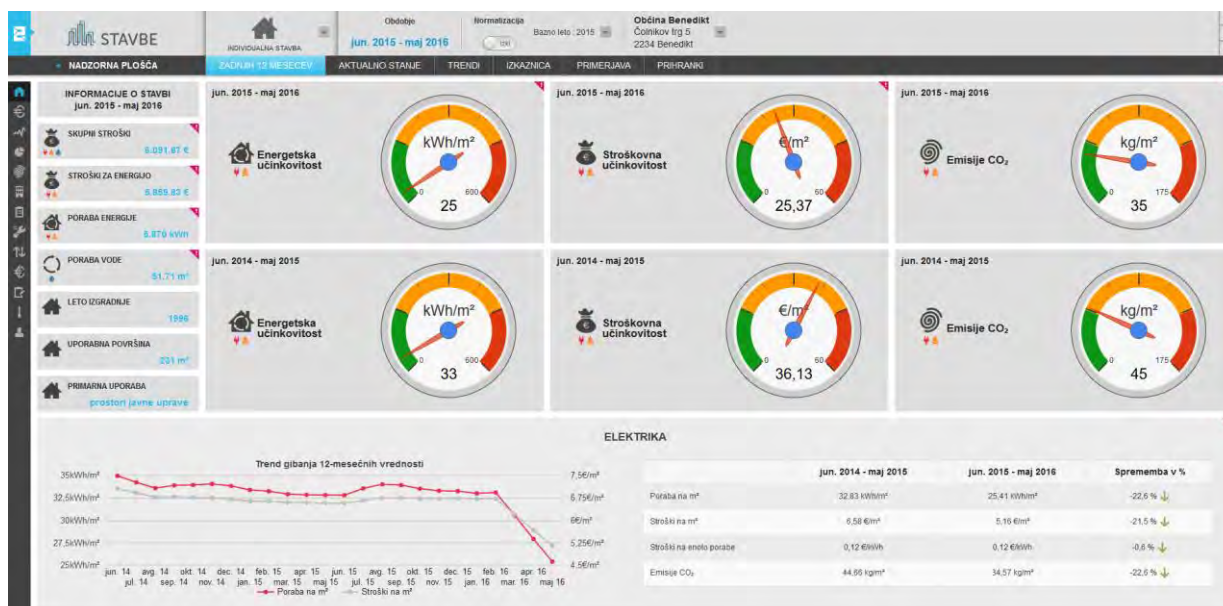 STAVBE
INDIVIDUALNA STAVBA
Obdobje
jun. 2015 - maj 2016
Normalizacija
Bazno leto: 2015
Občina Benedikt
Čolnikov trg 5
2234 Benedikt
NADZORNA PLOŠČA
ZADNJIH 12 MESECEV
AKTUALNO STANJE
TRENDI
IZKAZNICA
PRIMERJAVA
PRIHRANKI
INFORMACIJE O STAVBI
jun. 2015 - maj 2016
SKUPNI STROŠKI
STROŠKI ZA ENERGIJO
PORABA ENERGIJE
PORABA VODE
51.71 m³
LETO IZGRADNJE
1996
UPORABNA POVRŠINA
231 m²
PRIMARNA UPORABA
prostori javne uprave
jun. 2015 - maj 2016
Energetska
učinkovitost
kWh/m²
0 600
25
jun. 2015 - maj 2016
Stroškovna
učinkovitost
€/m²
0 60
25,37
jun. 2015 - maj 2016
Emisije CO₂
kg/m²
0 175
35
jun. 2014 - maj 2015
Energetska
učinkovitost
kWh/m²
0 600
33
jun. 2014 - maj 2015
Stroškovna
učinkovitost
€/m²
0 60
36,13
jun. 2014 - maj 2015
Emisije CO₂
kg/m²
0 175
45
ELEKTRIKA
Trend gibanja 12-mesečnih vrednosti
35kWh/m² 7,5€/m²
32,5kWh/m² 6,75€/m²
30kWh/m² 6€/m²
27,5kWh/m² 5,25€/m²
25kWh/m² 4,5€/m²
jun. 14 avg. 14 okt. 14 dec. 14 feb. 15 apr. 15 jun. 15 avg. 15 okt. 15 dec. 15 feb. 16 apr. 16
jul. 14 sep. 14 nov. 14 jan. 15 mar. 15 maj 15 jul. 15 sep. 15 nov. 15 jan. 16 mar. 16 maj 16
Poraba na m² Stroški na m²
jun. 2014 - maj 2015 jun. 2015 - maj 2016 Sprememba v %
Poraba na m² 32,83 kWh/m² 25,41 kWh/m² -22,6 %
Stroški na m² 6,58 €/m² 5,16 €/m² -21,5 %
Stroški na enoto porabe 0,12 €/kWh 0,12 €/kWh -0,6 %
Emisije CO₂ 44,66 kg/m² 34,57 kg/m² -22,6 %